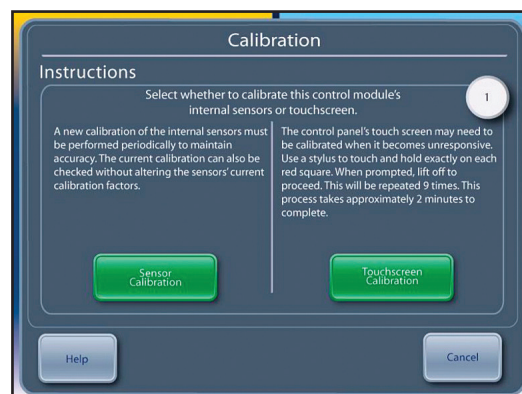 Calibration
Instructions
Select whether to calibrate this control module's
internal sensors or touchscreen.
1
A new calibration of the internal sensors must
be performed periodically to maintain
accuracy. The current calibration can also be
checked without altering the sensors' current
calibration factors.
The control panel's touch screen may need to
be calibrated when it becomes unresponsive.
Use a stylus to touch and hold exactly on each
red square. When prompted, lift off to
proceed. This will be repeated 9 times. This
process takes approximately 2 minutes to
complete.
Sensor
Calibration
Touchscreen
Calibration
Help
Cancel